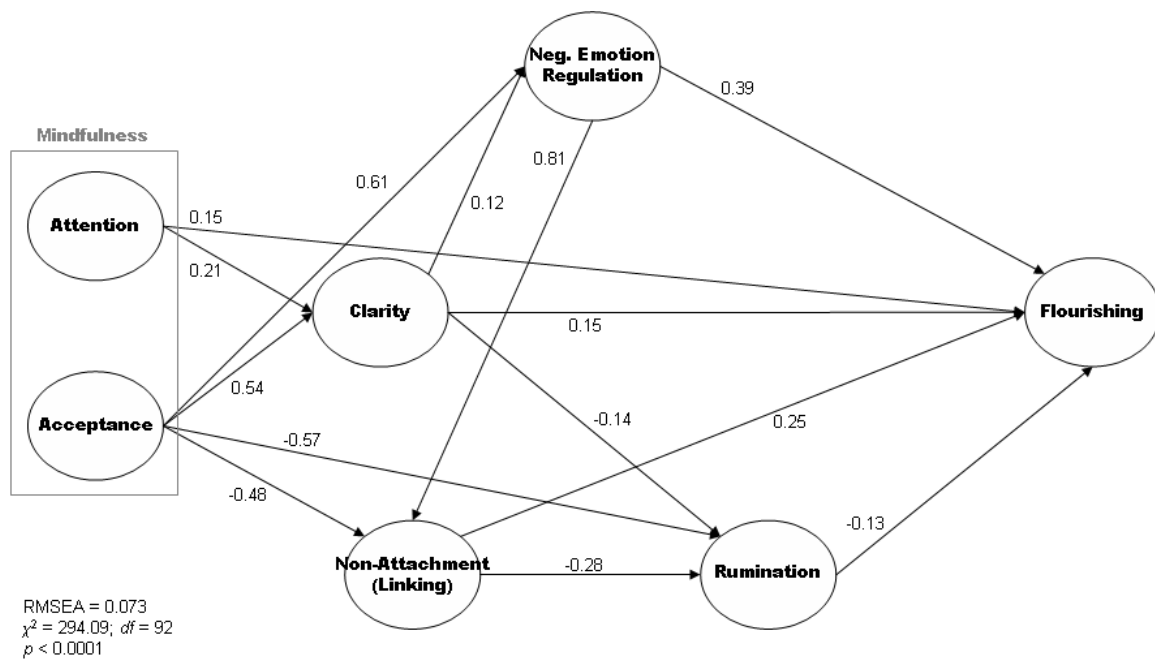 Neg. Emotion
Regulation
0.39
Mindfulness
0.81
0.61
0.12
Attention
0.15
0.21
Clarity
0.15
Flourishing
0.54
Acceptance
-0.57
-0.14
0.25
-0.48
-0.13
Non-Attachment
(Linking)
-0.28
Rumination
RMSEA = 0.073
χ² = 294.09; df = 92
p < 0.0001